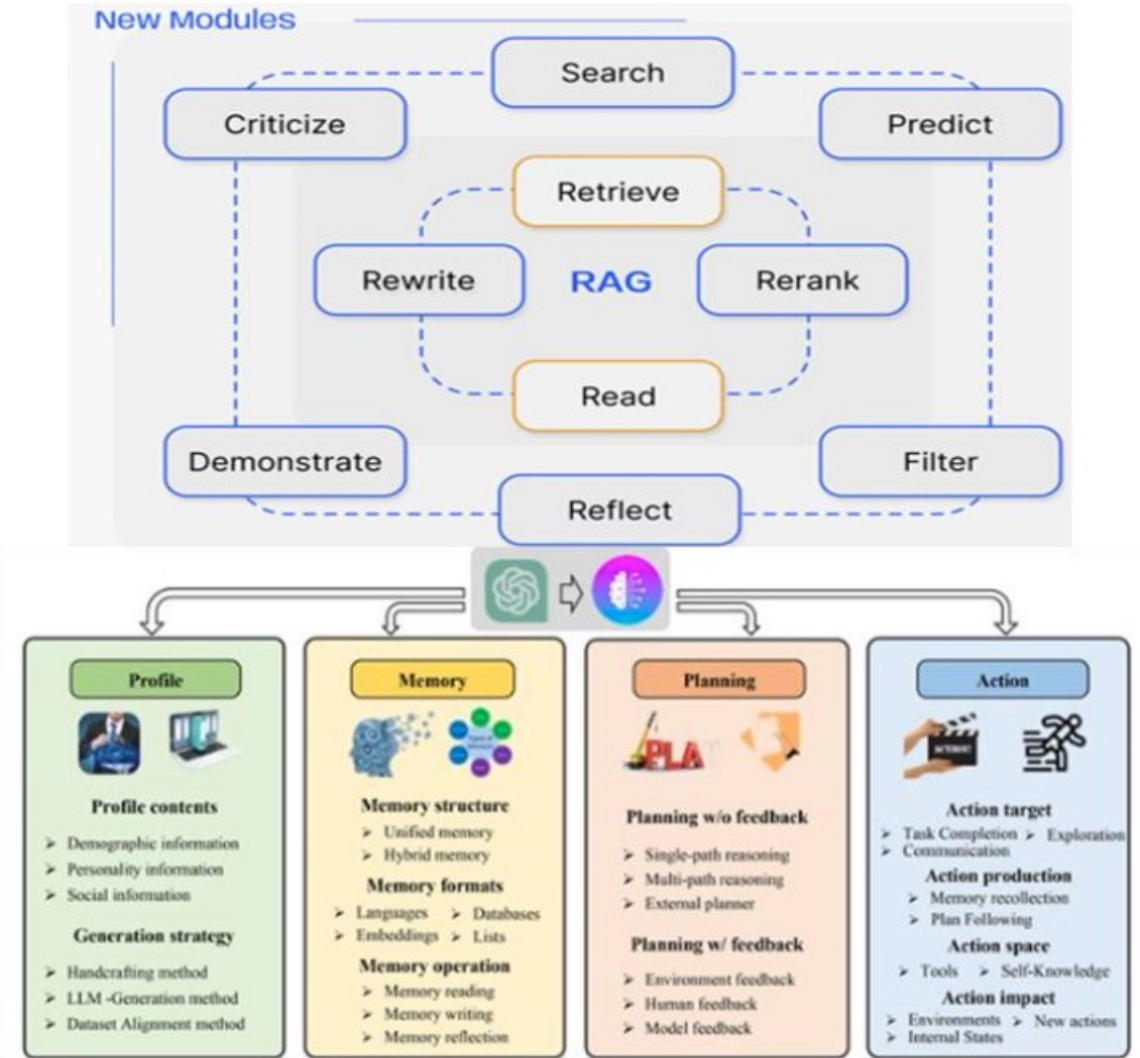 New Modules
Search
Criticize
Predict
Retrieve
Rewrite
RAG
Rerank
Read
Demonstrate
Filter
Reflect
Profile
Profile contents
➤ Demographic information
➤ Personality information
➤ Social information
Generation strategy
➤ Handcrafting method
➤ LLM -Generation method
➤ Dataset Alignment method
Memory
Memory structure
➤ Unified memory
➤ Hybrid memory
Memory formats
➤ Languages ➤ Databases
➤ Embeddings ➤ Lists
Memory operation
➤ Memory reading
➤ Memory writing
➤ Memory reflection
Planning
PLA
Planning w/o feedback
➤ Single-path reasoning
➤ Multi-path reasoning
➤ External planner
Planning w/ feedback
➤ Environment feedback
➤ Human feedback
➤ Model feedback
Action
ACTION!
Action target
➤ Task Completion ➤ Exploration
➤ Communication
Action production
➤ Memory recollection
➤ Plan Following
Action space
➤ Tools ➤ Self-Knowledge
Action impact
➤ Environments ➤ New actions
➤ Internal States